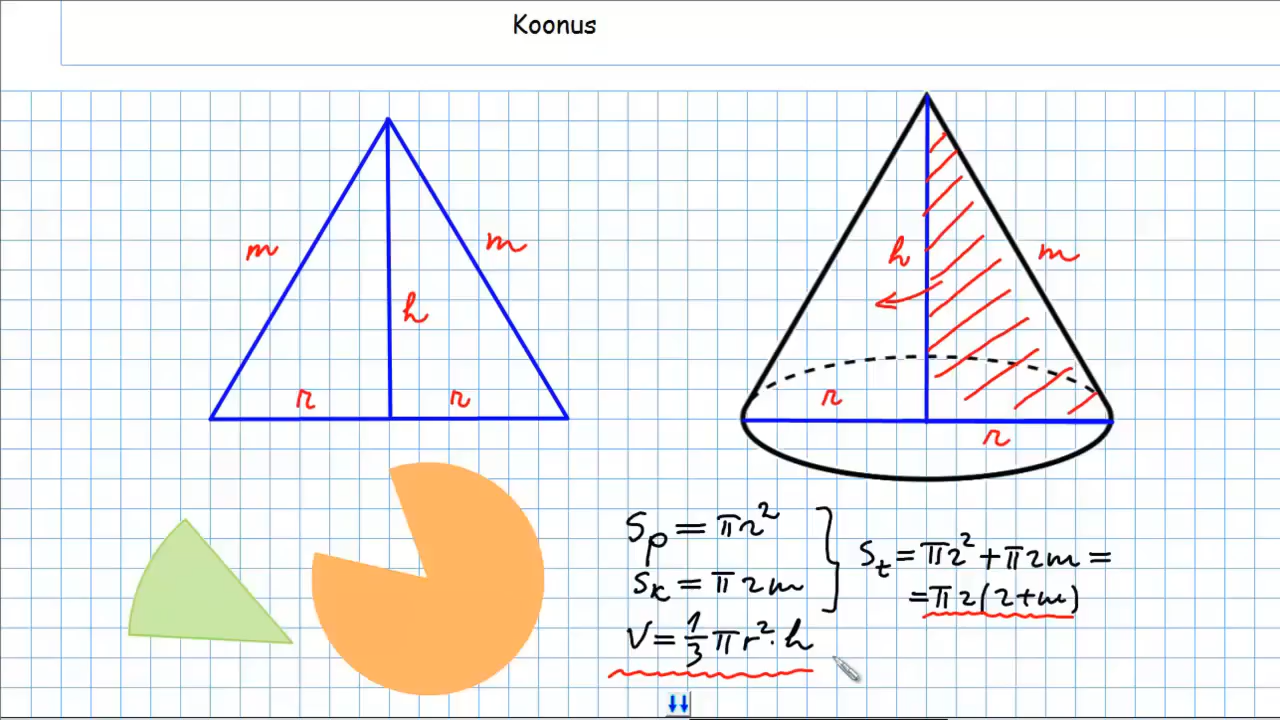 Koonus
m
m
h
r
r
h
m
r
r
Sₚ = πr²
Sₖ = πrm
V = 1/3 πr²·h
Sₜ = πr² + πrm =
= πr(r+m)